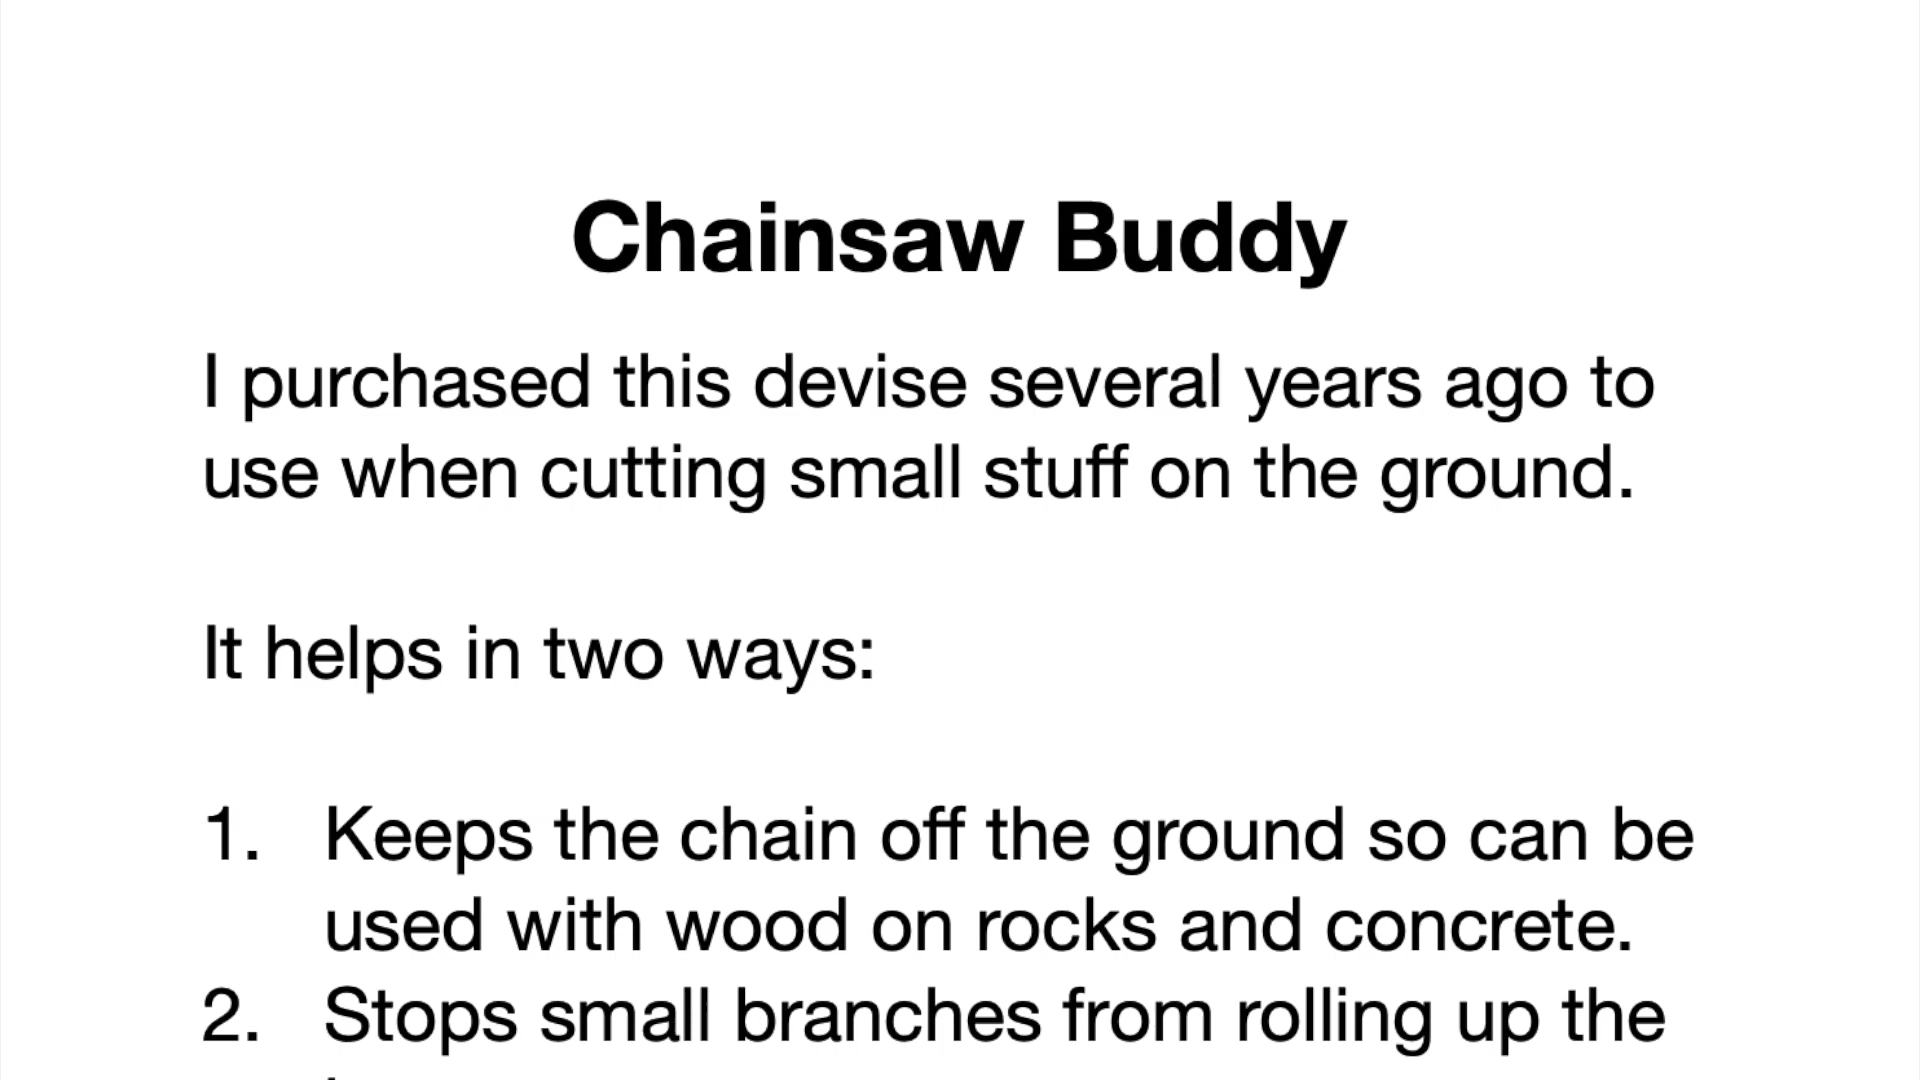 Chainsaw Buddy
I purchased this devise several years ago to
use when cutting small stuff on the ground.
It helps in two ways:
1. Keeps the chain off the ground so can be
used with wood on rocks and concrete.
2. Stops small branches from rolling up the